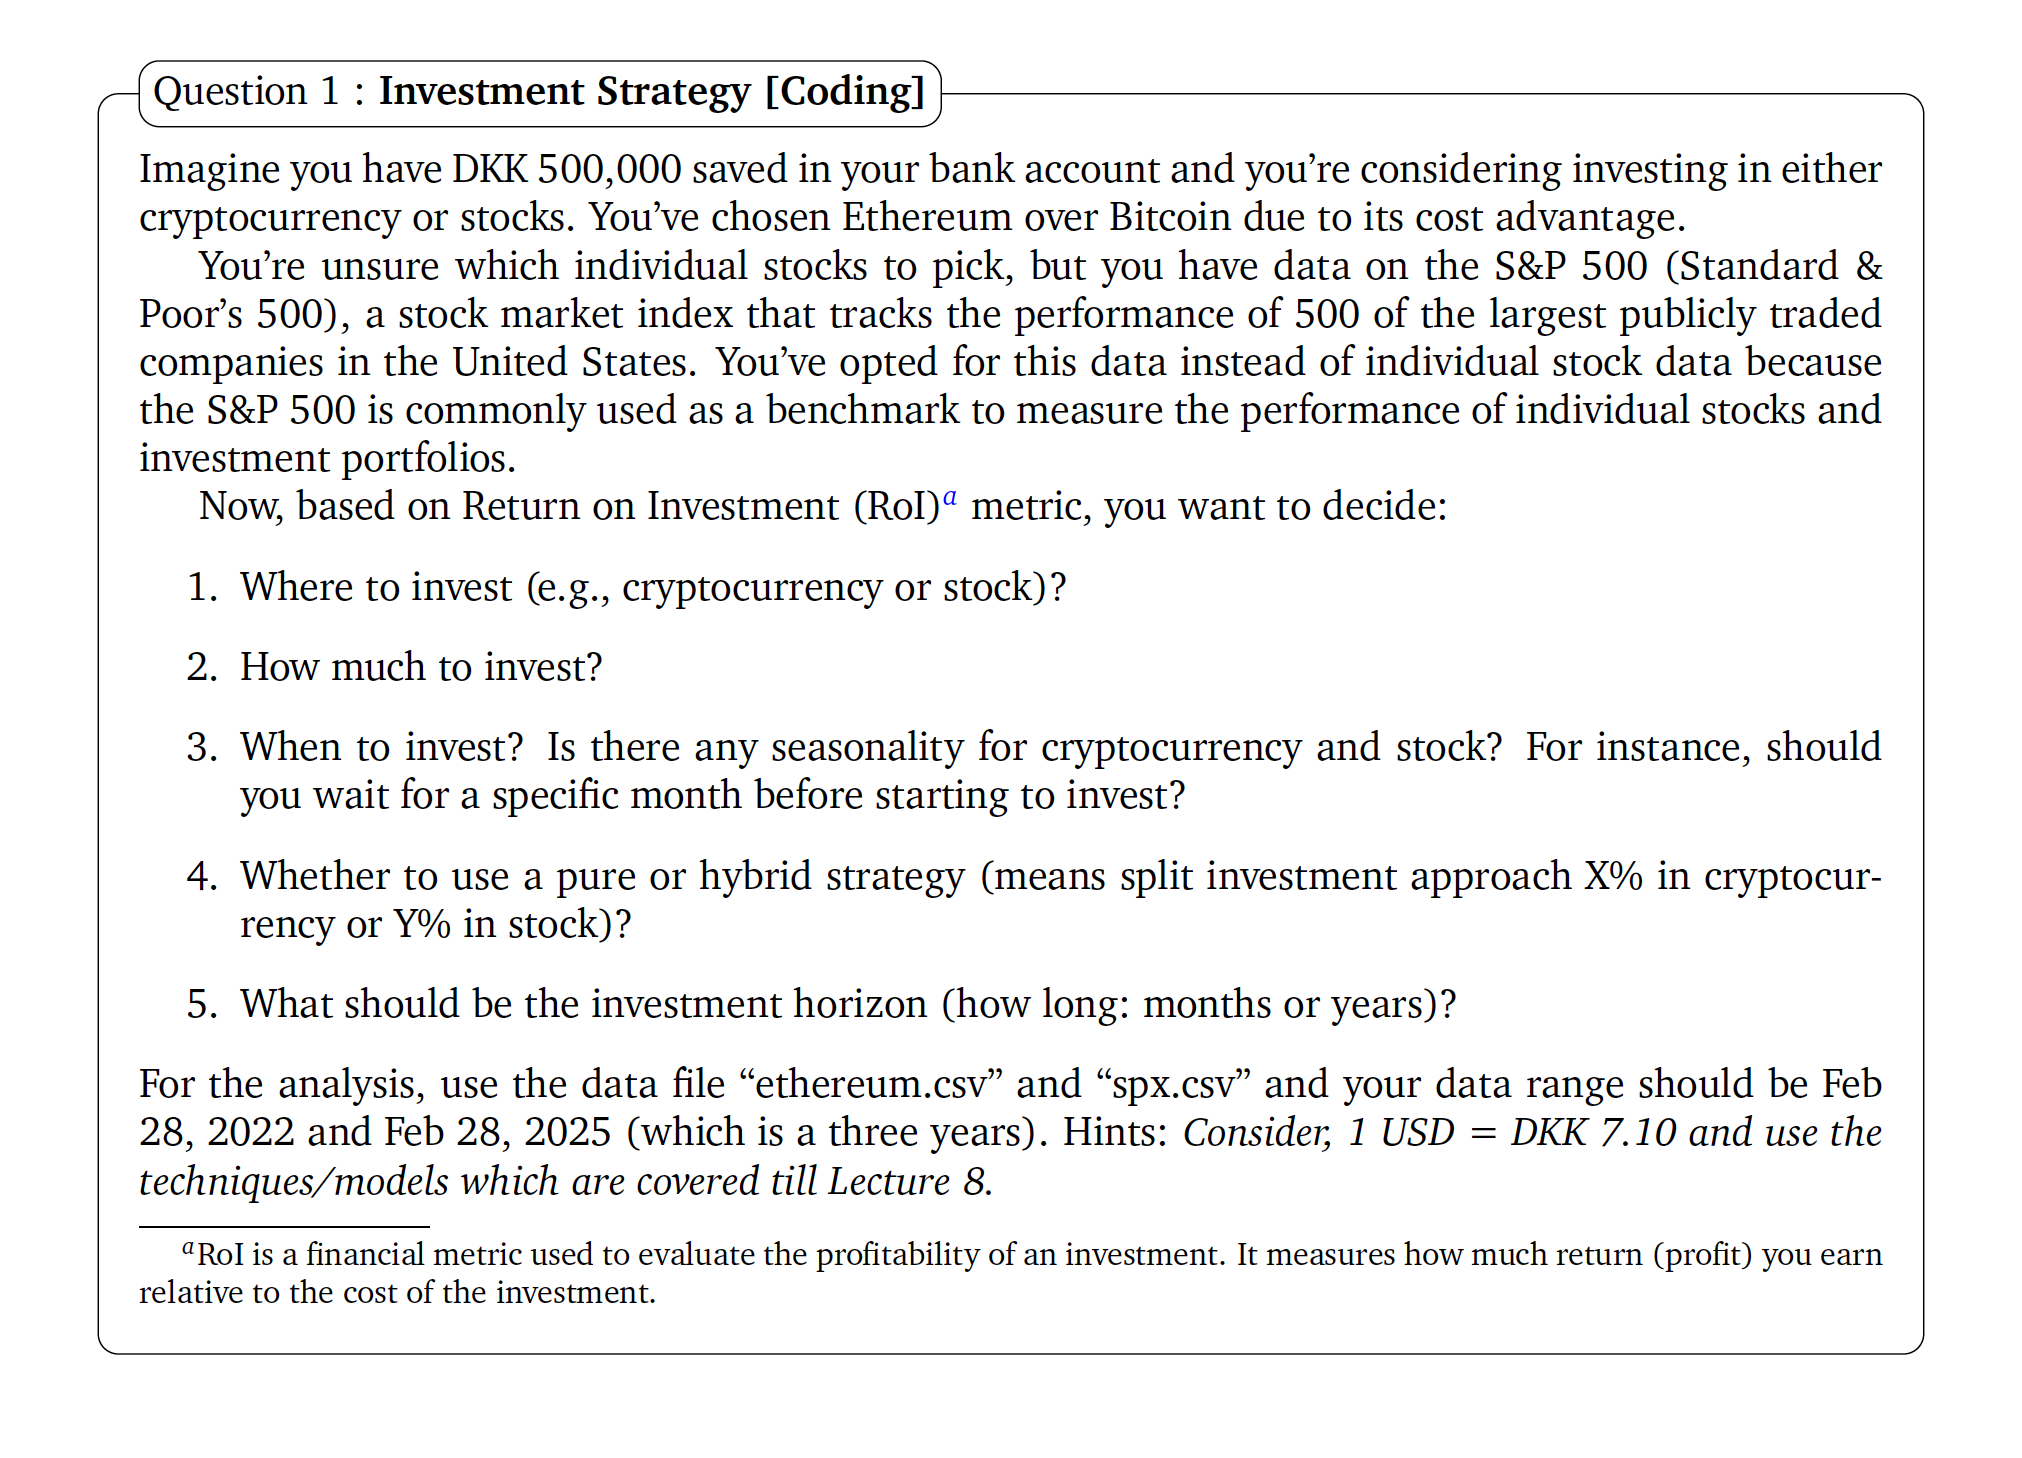 Question 1 : Investment Strategy [Coding]
Imagine you have DKK 500,000 saved in your bank account and you’re considering investing in either
cryptocurrency or stocks. You’ve chosen Ethereum over Bitcoin due to its cost advantage.
You’re unsure which individual stocks to pick, but you have data on the S&P 500 (Standard &
Poor’s 500), a stock market index that tracks the performance of 500 of the largest publicly traded
companies in the United States. You’ve opted for this data instead of individual stock data because
the S&P 500 is commonly used as a benchmark to measure the performance of individual stocks and
investment portfolios.
Now, based on Return on Investment (RoI)a metric, you want to decide:
1. Where to invest (e.g., cryptocurrency or stock)?
2. How much to invest?
3. When to invest? Is there any seasonality for cryptocurrency and stock? For instance, should
you wait for a specific month before starting to invest?
4. Whether to use a pure or hybrid strategy (means split investment approach X% in cryptocur-
rency or Y% in stock)?
5. What should be the investment horizon (how long: months or years)?
For the analysis, use the data file “ethereum.csv” and “spx.csv” and your data range should be Feb
28, 2022 and Feb 28, 2025 (which is a three years). Hints: Consider, 1 USD = DKK 7.10 and use the
techniques/models which are covered till Lecture 8.
aRoI is a financial metric used to evaluate the profitability of an investment. It measures how much return (profit) you earn
relative to the cost of the investment.